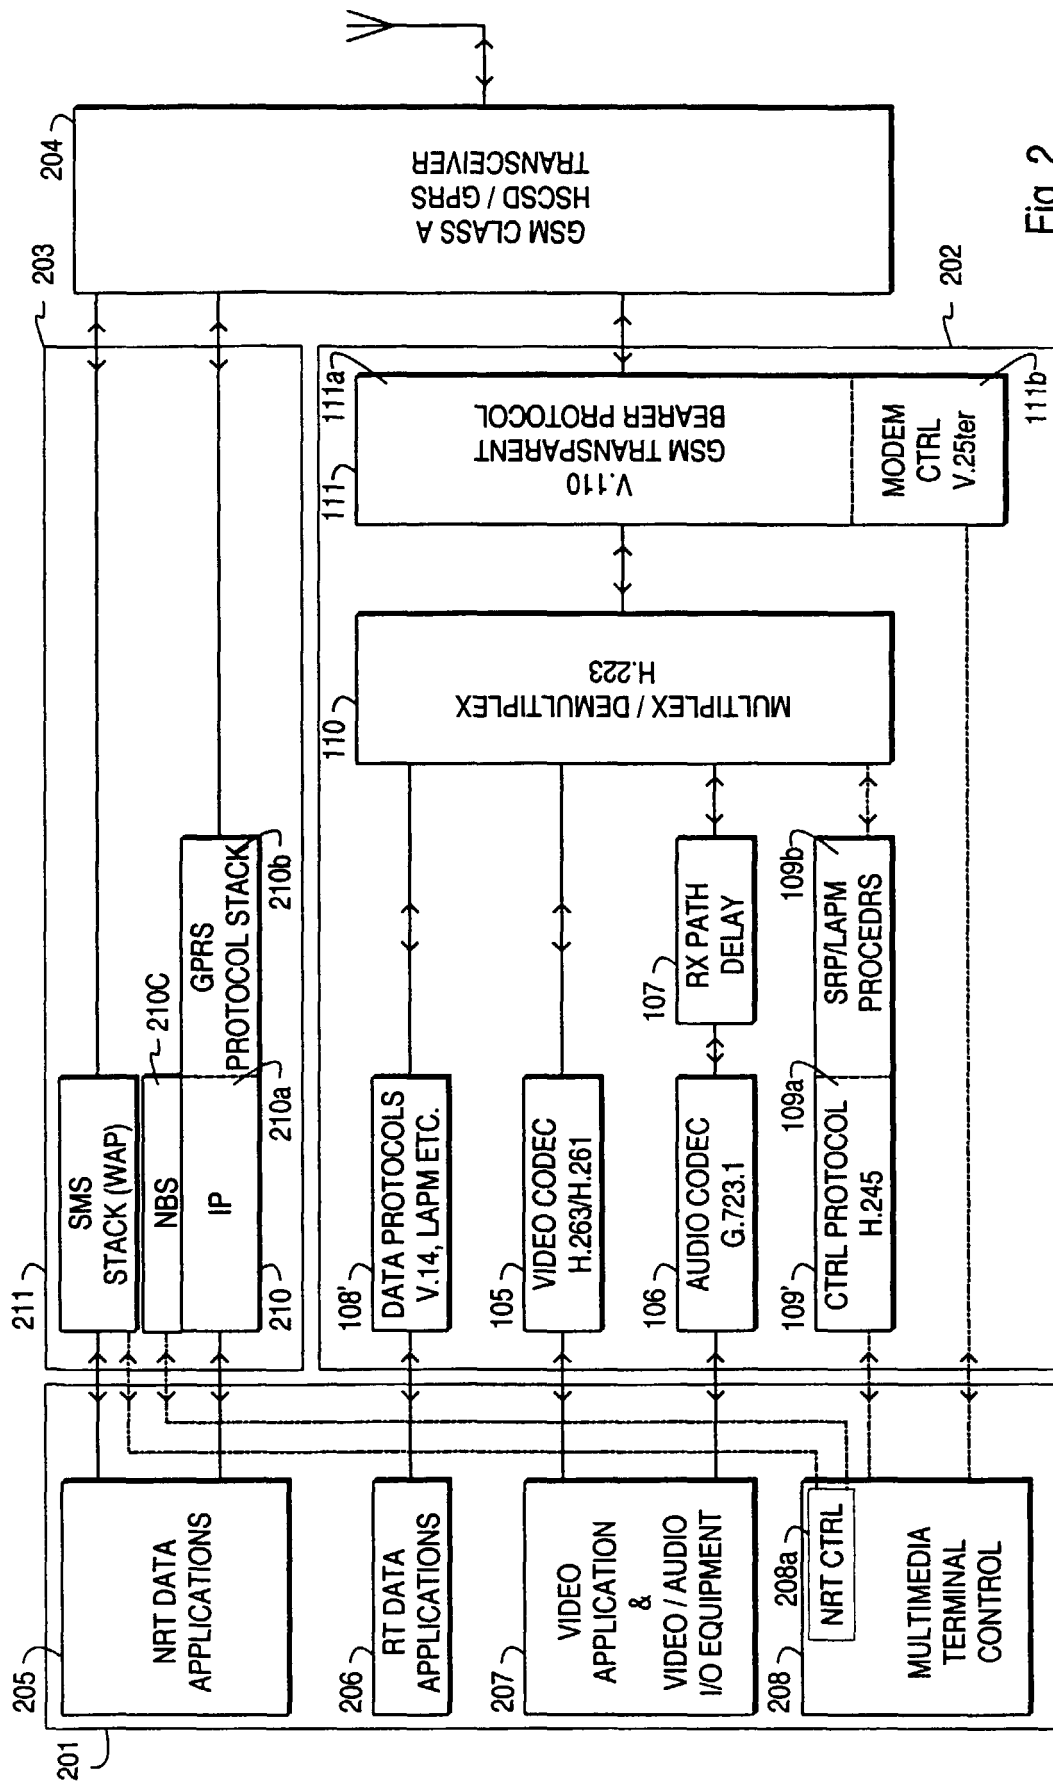 201
205
NRT DATA
APPLICATIONS
206
RT DATA
APPLICATIONS
207
VIDEO
APPLICATION
&
VIDEO / AUDIO
I/O EQUIPMENT
208
208a
NRT CTRL
MULTIMEDIA
TERMINAL
CONTROL
203
211
SMS
STACK (WAP)
NBS
210C
IP
210
210a
GPRS
PROTOCOL STACK
210b
202
108'
DATA PROTOCOLS
V.14, LAPM ETC.
105
VIDEO CODEC
H.263/H.261
106
AUDIO CODEC
G.723.1
107
RX PATH
DELAY
109'
109a
CTRL PROTOCOL
H.245
109b
SRP/LAPM
PROCEDRS
110
MULTIPLEX / DEMULTIPLEX
H.223
111
111a
V.110
GSM TRANSPARENT
BEARER PROTOCOL
MODEM
CTRL
V.25ter
111b
204
GSM CLASS A
HSCSD / GPRS
TRANSCEIVER
Fig. 2